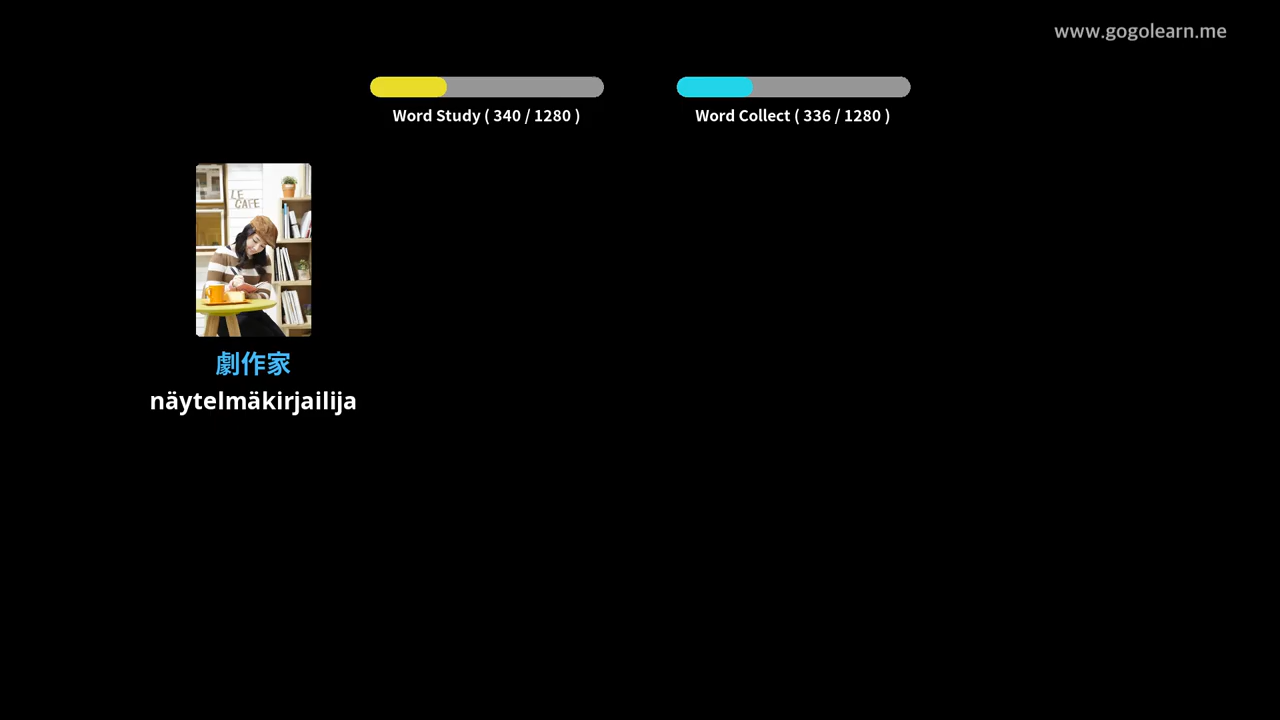 www.gogolearn.me
Word Study ( 340 / 1280 )
Word Collect ( 336 / 1280 )
LE
CAFE
劇作家
näytelmäkirjailija